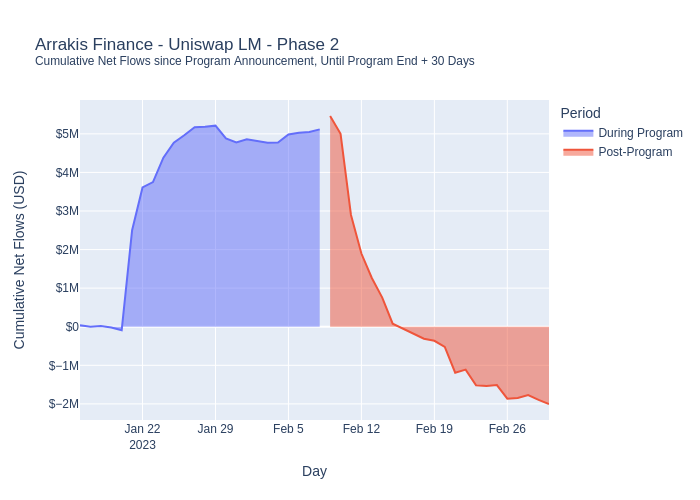 Arrakis Finance - Uniswap LM - Phase 2
Cumulative Net Flows since Program Announcement, Until Program End + 30 Days
Period
During Program
Post-Program
Cumulative Net Flows (USD)
$5M
$4M
$3M
$2M
$1M
$0
$−1M
$−2M
Jan 22
2023
Jan 29
Feb 5
Feb 12
Feb 19
Feb 26
Day